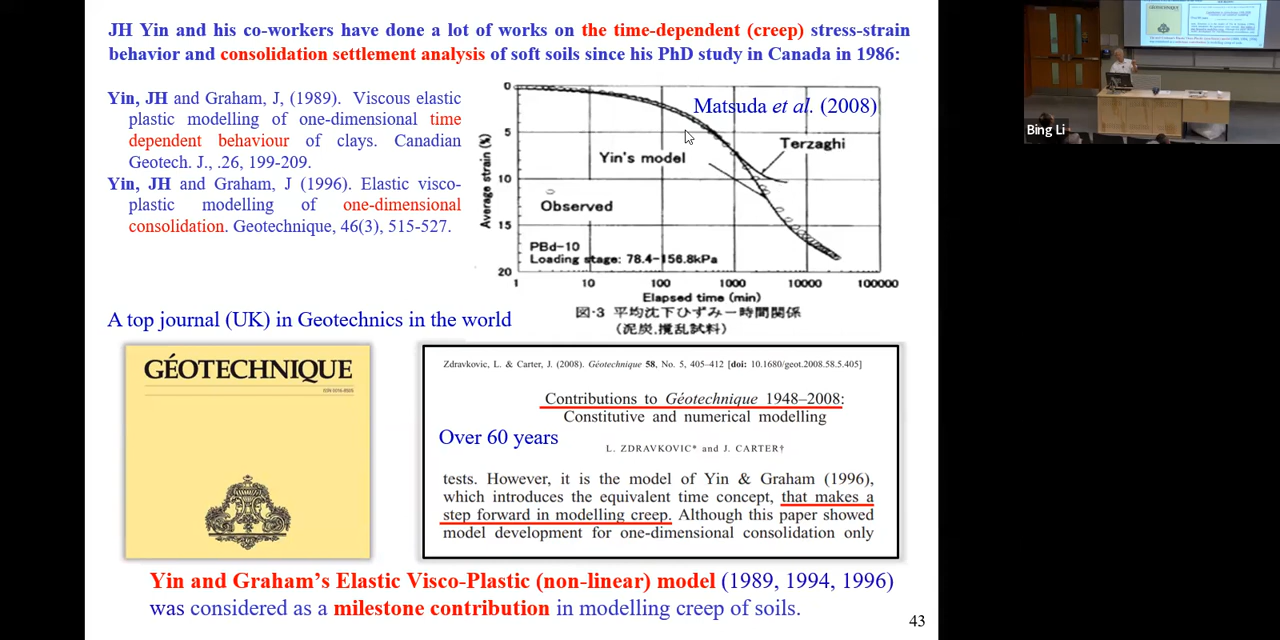 JH Yin and his co-workers have done a lot of works on the time-dependent (creep) stress-strain
behavior and consolidation settlement analysis of soft soils since his PhD study in Canada in 1986:
Yin, JH and Graham, J, (1989). Viscous elastic
plastic modelling of one-dimensional time
dependent behaviour of clays. Canadian
Geotech. J., .26, 199-209.
Yin, JH and Graham, J (1996). Elastic visco-
plastic modelling of one-dimensional
consolidation. Geotechnique, 46(3), 515-527.
Matsuda et al. (2008)
Terzaghi
Yin's model
Observed
PBd-10
Loading stage: 78.4-156.8kPa
Average strain (%)
0
5
10
15
20
1 10 100 1000 10000 100000
Elapsed time (min)
図·3 平均沈下ひずみー時間関係
(泥炭,攪乱試料)
A top journal (UK) in Geotechnics in the world
GÉOTECHNIQUE
Zdravkovic, L. & Carter, J. (2008). Géotechnique 58, No. 5, 405–412 [doi: 10.1680/geot.2008.58.5.405]
Contributions to Géotechnique 1948–2008:
Constitutive and numerical modelling
Over 60 years
L. ZDRAVKOVIC* and J. CARTER†
tests. However, it is the model of Yin & Graham (1996),
which introduces the equivalent time concept, that makes a
step forward in modelling creep. Although this paper showed
model development for one-dimensional consolidation only
Yin and Graham's Elastic Visco-Plastic (non-linear) model (1989, 1994, 1996)
was considered as a milestone contribution in modelling creep of soils.
43
Bing Li